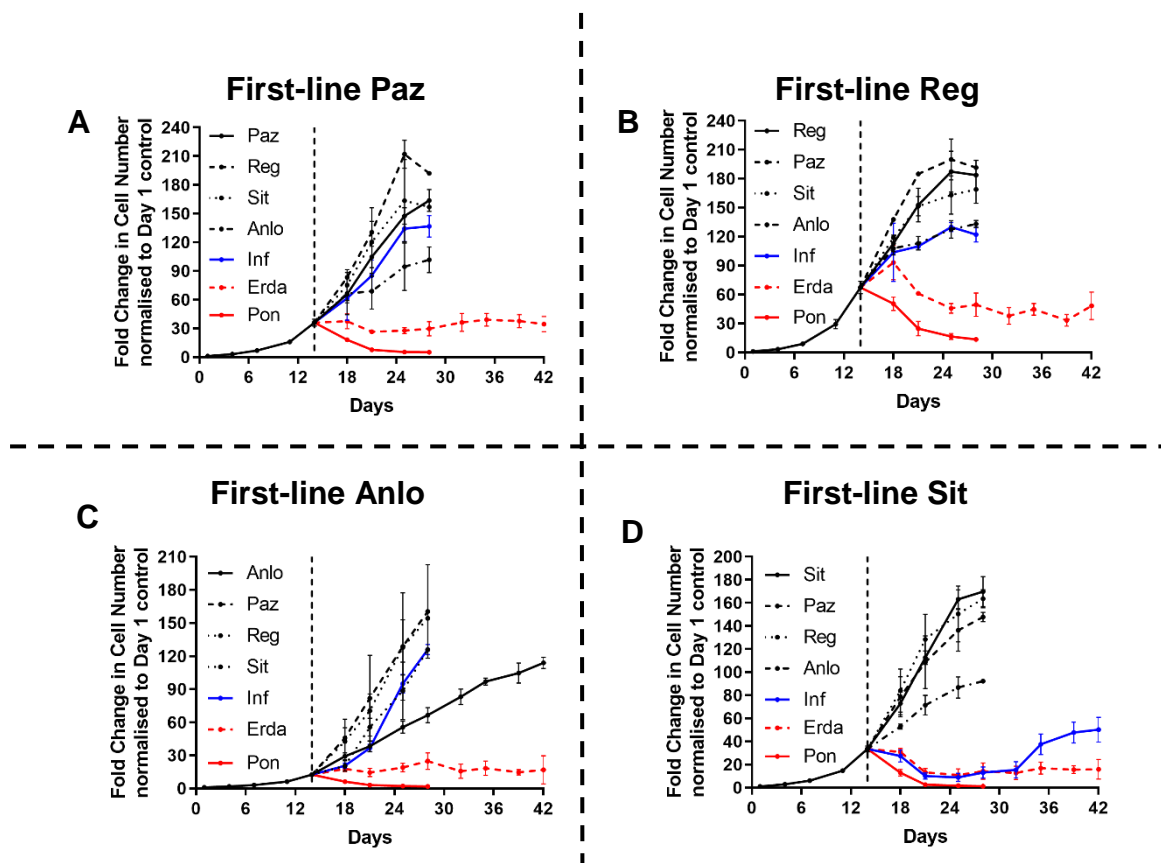 First-line Paz
A
Fold Change in Cell Number
normalised to Day 1 control
240
210
180
150
120
90
60
30
0
Paz
Reg
Sit
Anlo
Inf
Erda
Pon
0 6 12 18 24 30 36 42
Days
First-line Reg
B
Fold Change in Cell Number
normalised to Day 1 control
240
210
180
150
120
90
60
30
0
Reg
Paz
Sit
Anlo
Inf
Erda
Pon
0 6 12 18 24 30 36 42
Days
First-line Anlo
C
Fold Change in Cell Number
normalised to Day 1 control
210
180
150
120
90
60
30
0
Anlo
Paz
Reg
Sit
Inf
Erda
Pon
0 6 12 18 24 30 36 42
Days
First-line Sit
D
Fold Change in Cell Number
normalised to Day 1 control
200
180
160
140
120
100
80
60
40
20
0
Sit
Paz
Reg
Anlo
Inf
Erda
Pon
0 6 12 18 24 30 36 42
Days